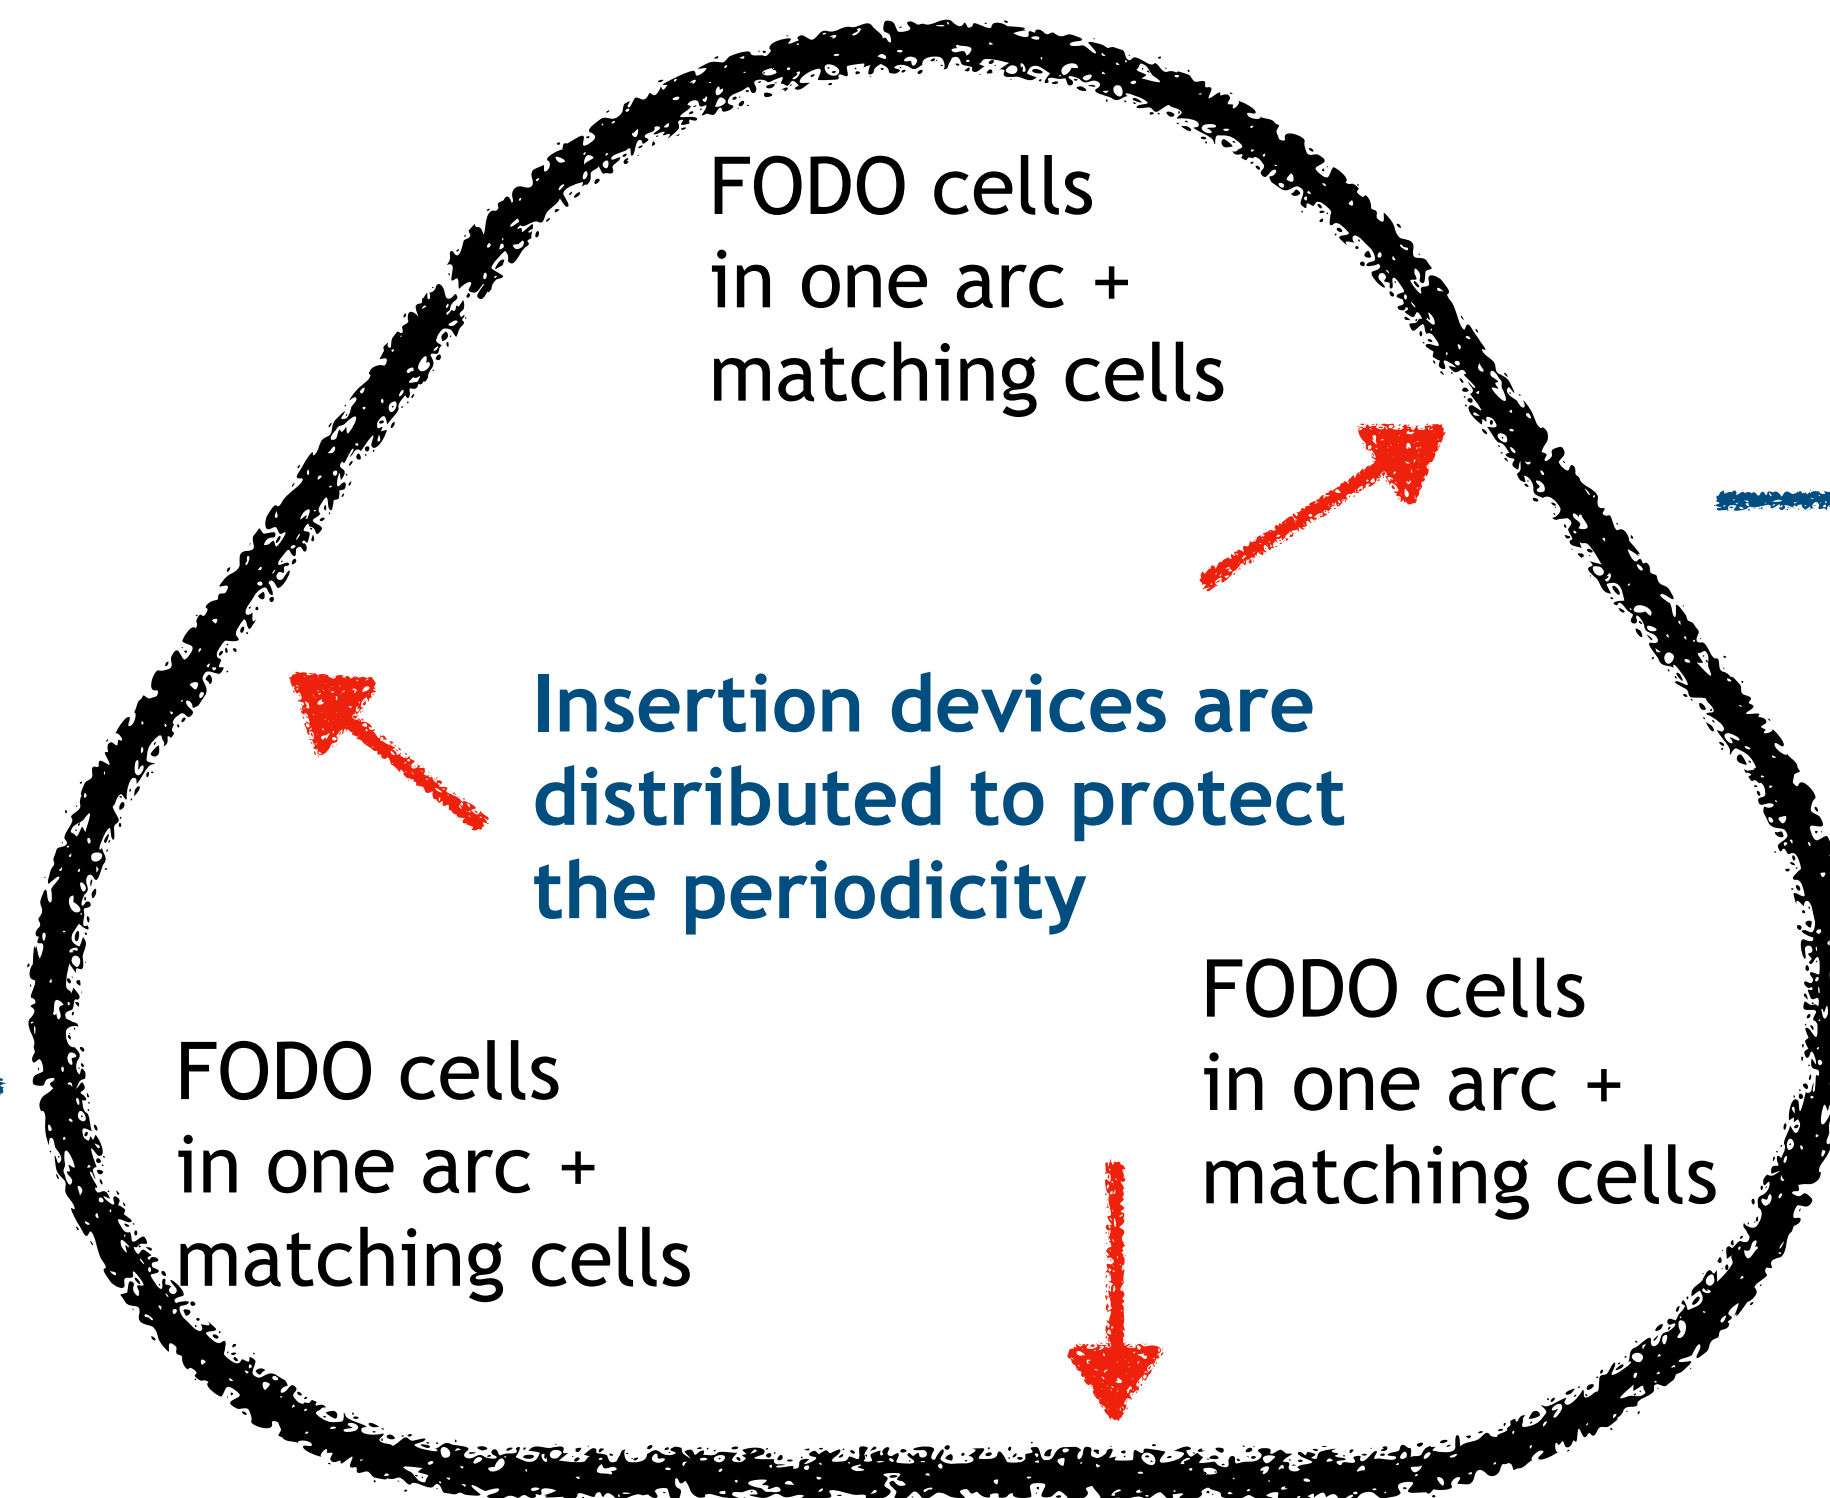 FODO cells
in one arc +
matching cells
Insertion devices are
distributed to protect
the periodicity
FODO cells
in one arc +
matching cells
FODO cells
in one arc +
matching cells